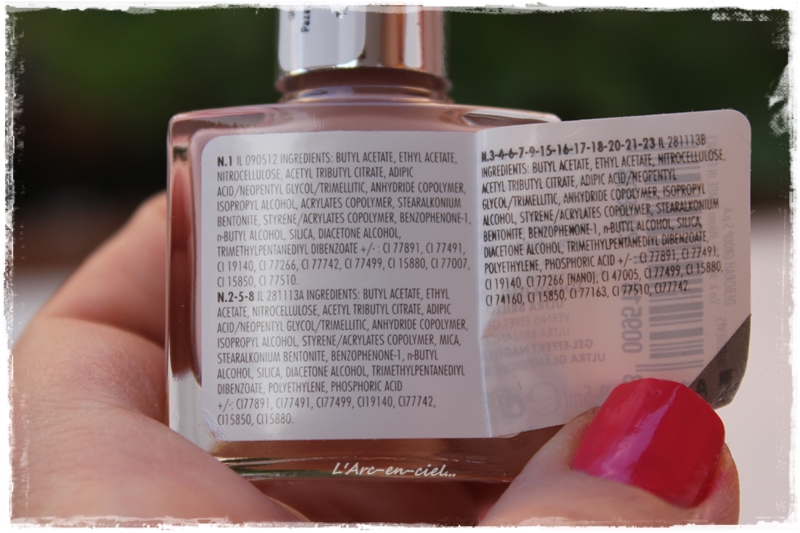 N.1 IL 090512 INGREDIENTS: BUTYL ACETATE, ETHYL ACETATE,
NITROCELLULOSE, ACETYL TRIBUTYL CITRATE, ADIPIC
ACID/NEOPENTYL GLYCOL/TRIMELLITIC, ANHYDRIDE COPOLYMER,
ISOPROPYL ALCOHOL, ACRYLATES COPOLYMER, STEARALKONIUM
BENTONITE, STYRENE/ACRYLATES COPOLYMER, BENZOPHENONE-1,
n-BUTYL ALCOHOL, SILICA, DIACETONE ALCOHOL,
TRIMETHYLPENTANEDIYL DIBENZOATE +/-: CI 77891, CI 77491,
CI 19140, CI 77266, CI 77742, CI 77499, CI 15880, CI 77007,
CI 15850, CI 77510.
N.2-5-8 IL 281113A INGREDIENTS: BUTYL ACETATE, ETHYL
ACETATE, NITROCELLULOSE, ACETYL TRIBUTYL CITRATE, ADIPIC
ACID/NEOPENTYL GLYCOL/TRIMELLITIC, ANHYDRIDE COPOLYMER,
ISOPROPYL ALCOHOL, STYRENE/ACRYLATES COPOLYMER, MICA,
STEARALKONIUM BENTONITE, BENZOPHENONE-1, n-BUTYL
ALCOHOL, SILICA, DIACETONE ALCOHOL, TRIMETHYLPENTANEDIYL
DIBENZOATE, POLYETHYLENE, PHOSPHORIC ACID
+/-: CI77891, CI77491, CI77499, CI19140, CI77742,
CI15850, CI15880.
N.3-4-6-7-9-15-16-17-18-20-21-23 IL 281113B
INGREDIENTS: BUTYL ACETATE, ETHYL ACETATE, NITROCELLULOSE,
ACETYL TRIBUTYL CITRATE, ADIPIC ACID/NEOPENTYL
GLYCOL/TRIMELLITIC, ANHYDRIDE COPOLYMER, ISOPROPYL
ALCOHOL, STYRENE/ACRYLATES COPOLYMER, STEARALKONIUM
BENTONITE, BENZOPHENONE-1, n-BUTYL ALCOHOL, SILICA,
DIACETONE ALCOHOL, TRIMETHYLPENTANEDIYL DIBENZOATE,
POLYETHYLENE, PHOSPHORIC ACID +/-: CI 77891, CI 77491,
CI 19140, CI 77266 [NANO], CI 47005, CI 77499, CI 15880,
CI 74160, CI 15850, CI 77163, CI 77510, CI77742.
L'Arc-en-ciel...